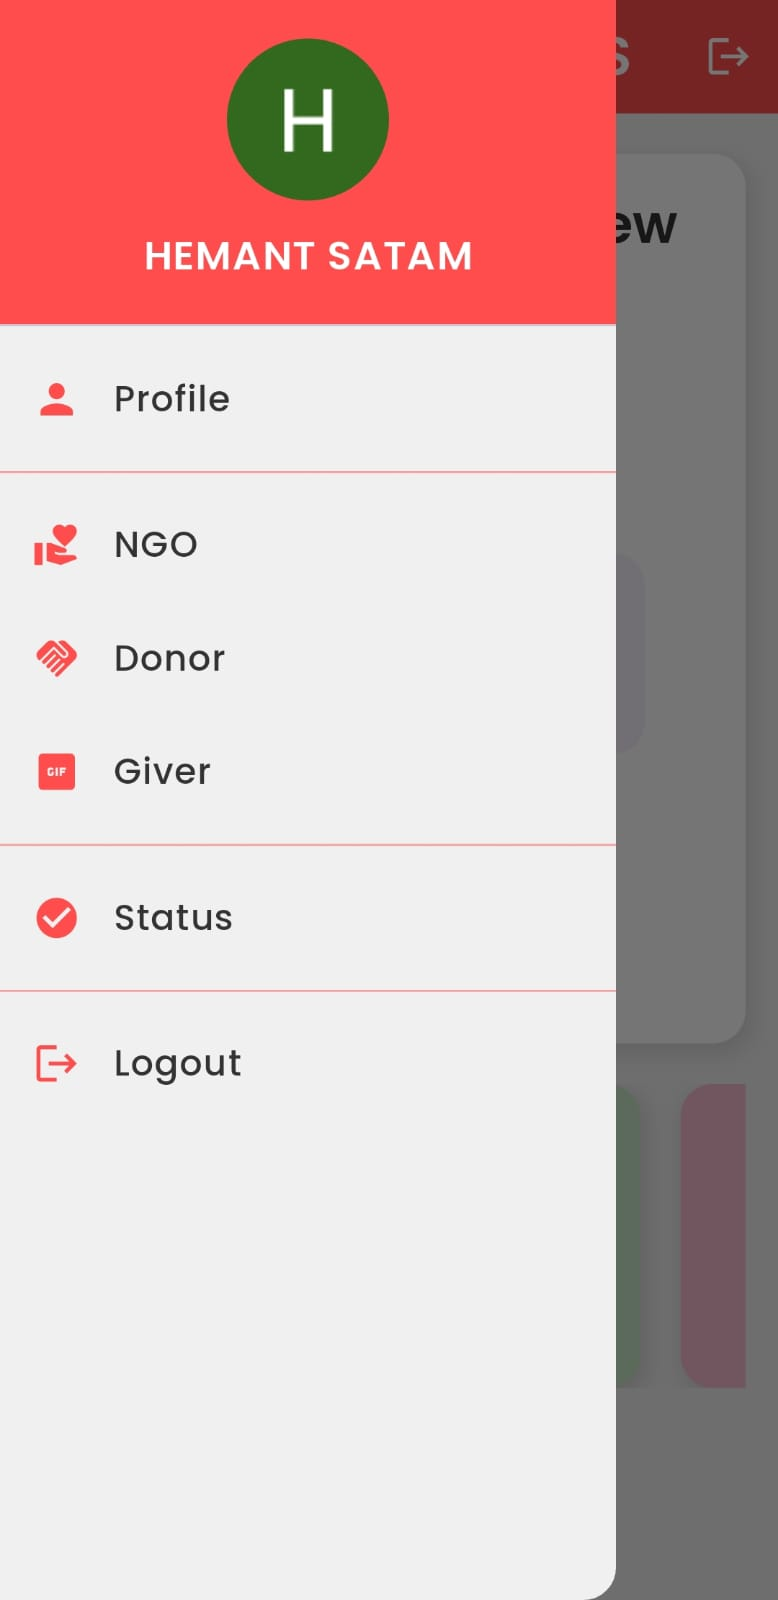 H
HEMANT SATAM
Profile
NGO
Donor
GIF
Giver
Status
Logout